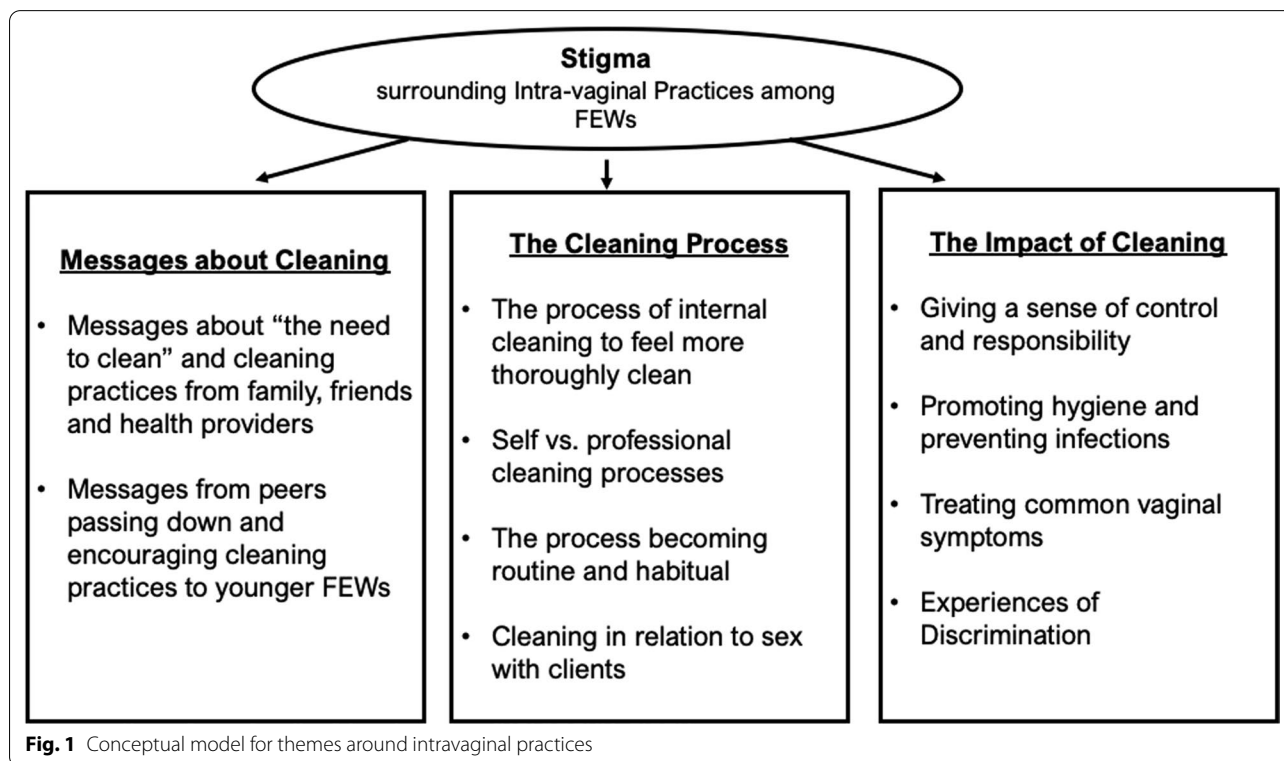 Stigma
surrounding Intra-vaginal Practices among
FEWs
Messages about Cleaning
• Messages about “the need
to clean” and cleaning
practices from family, friends
and health providers
• Messages from peers
passing down and
encouraging cleaning
practices to younger FEWs
The Cleaning Process
• The process of internal
cleaning to feel more
thoroughly clean
• Self vs. professional
cleaning processes
• The process becoming
routine and habitual
• Cleaning in relation to sex
with clients
The Impact of Cleaning
• Giving a sense of control
and responsibility
• Promoting hygiene and
preventing infections
• Treating common vaginal
symptoms
• Experiences of
Discrimination
Fig. 1 Conceptual model for themes around intravaginal practices